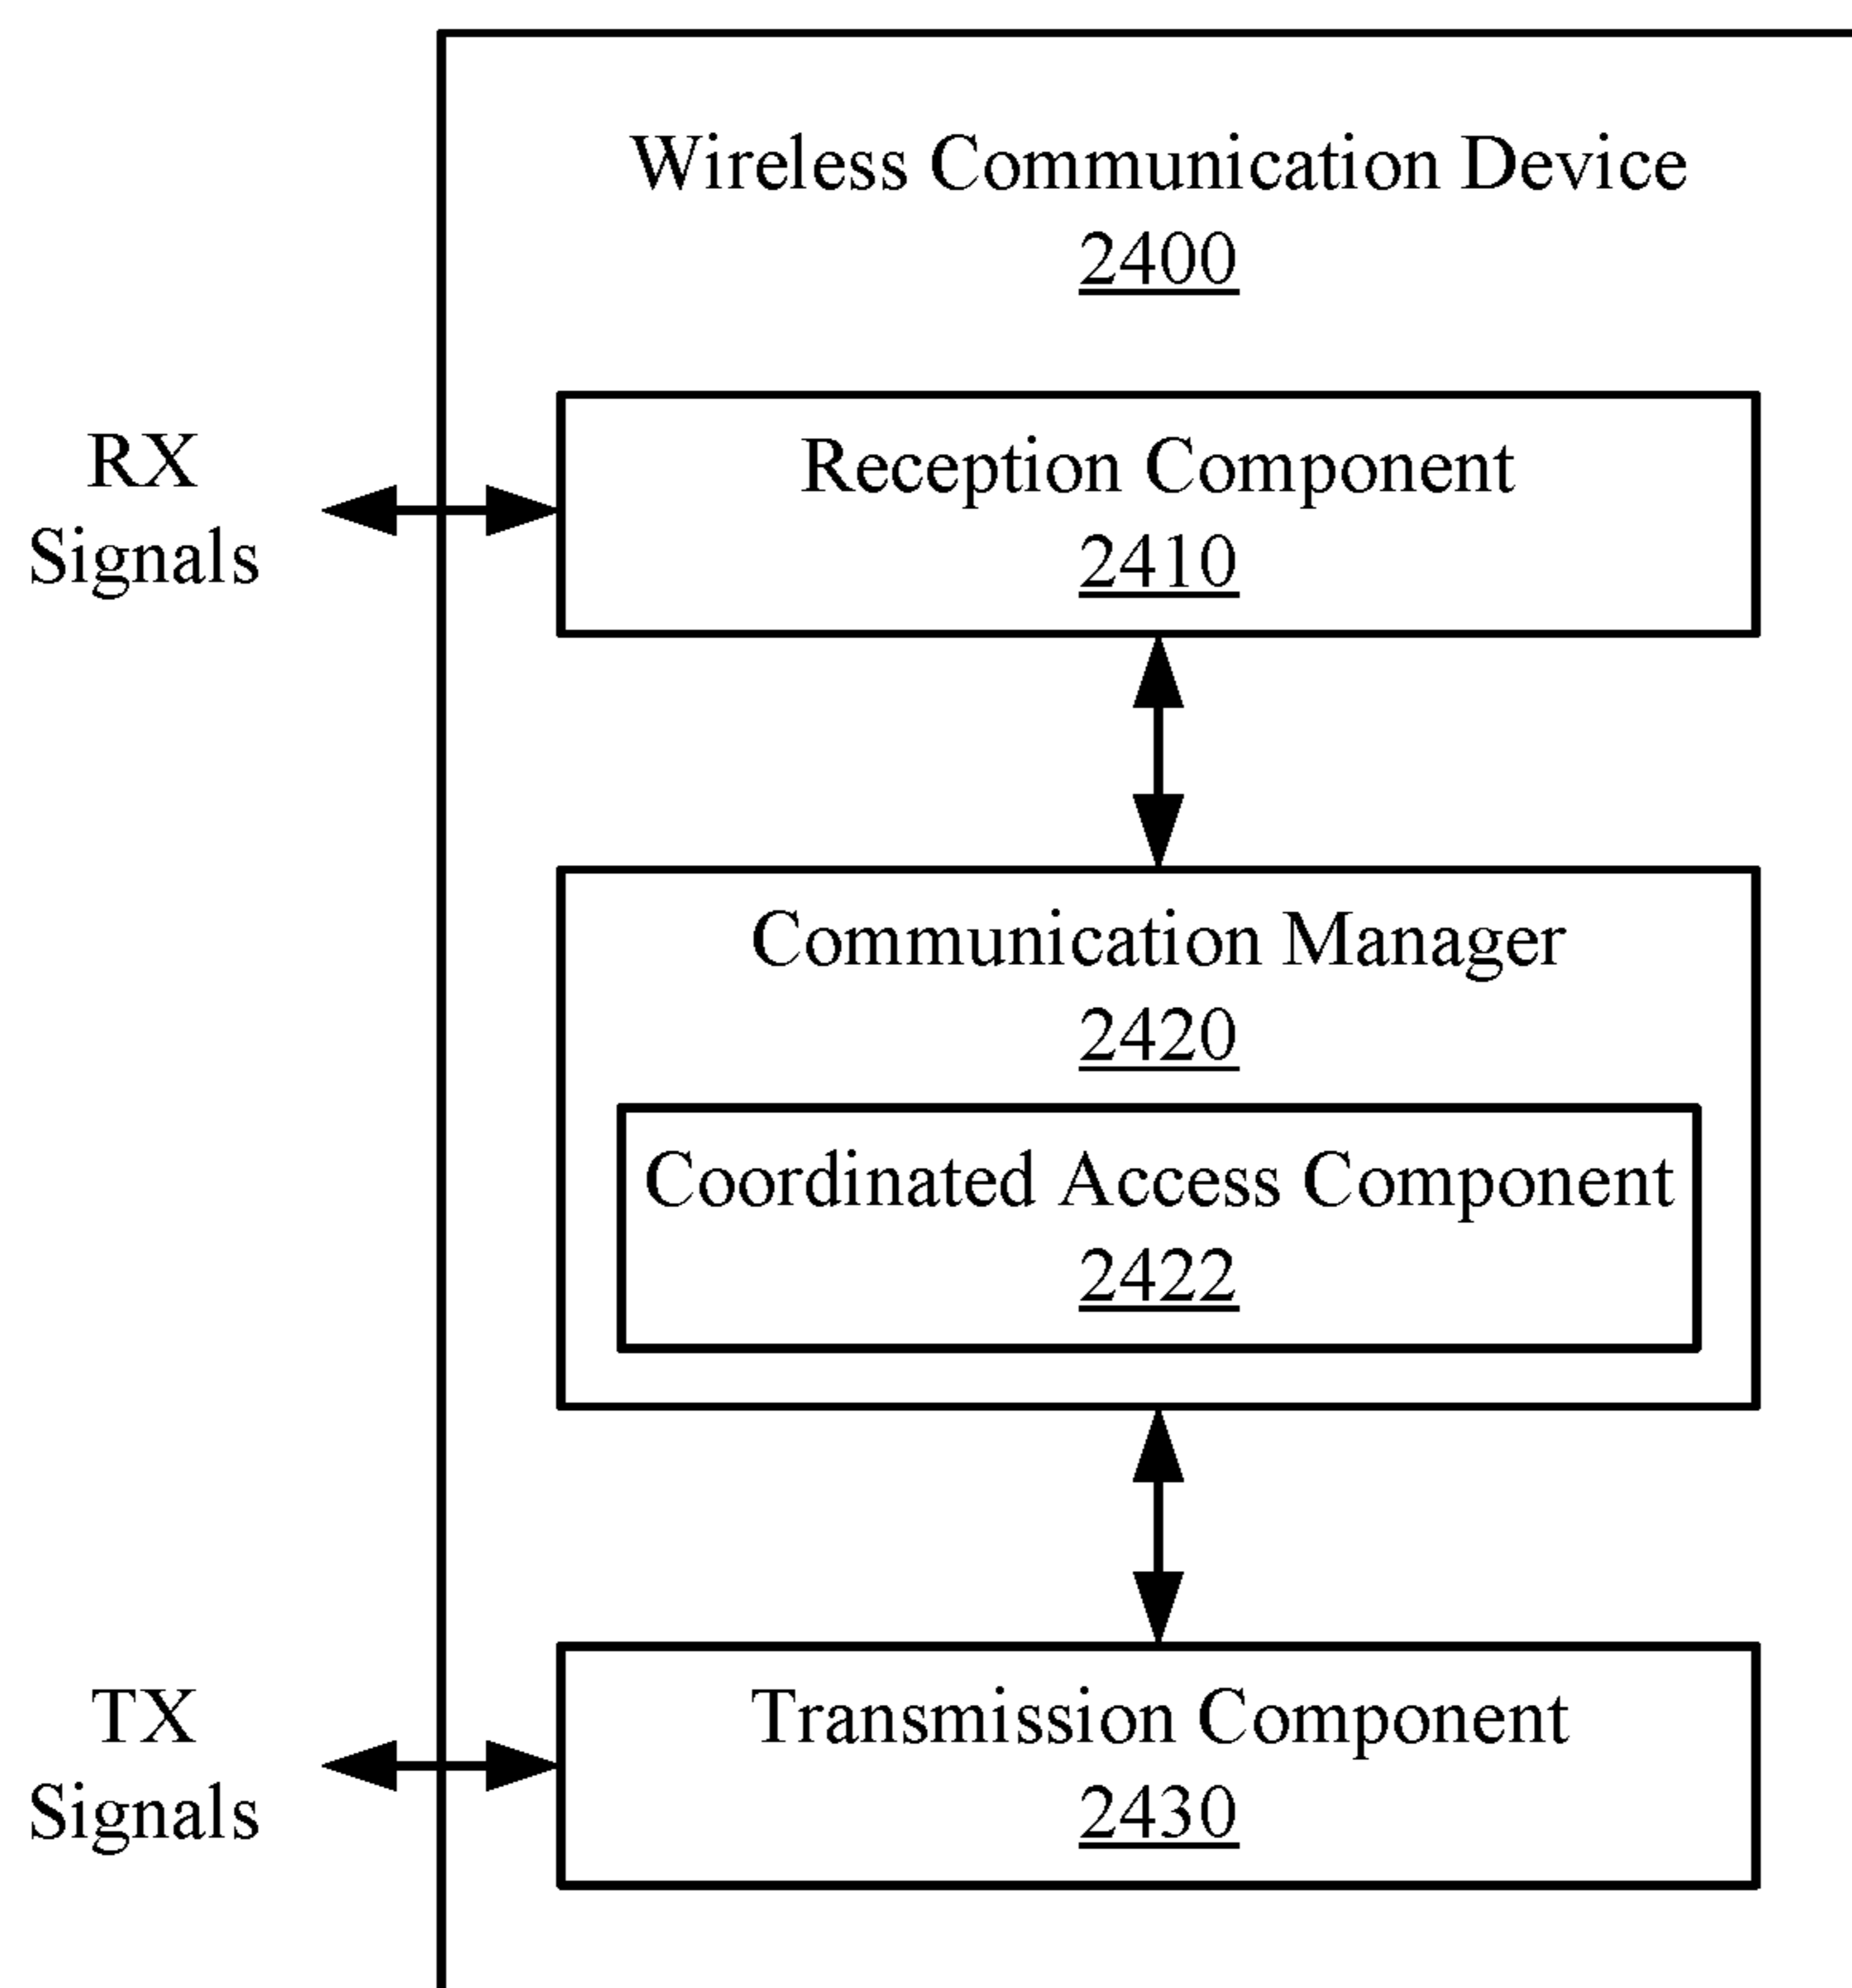 Wireless Communication Device
2400
RX
Signals
Reception Component
2410
Communication Manager
2420
Coordinated Access Component
2422
TX
Signals
Transmission Component
2430